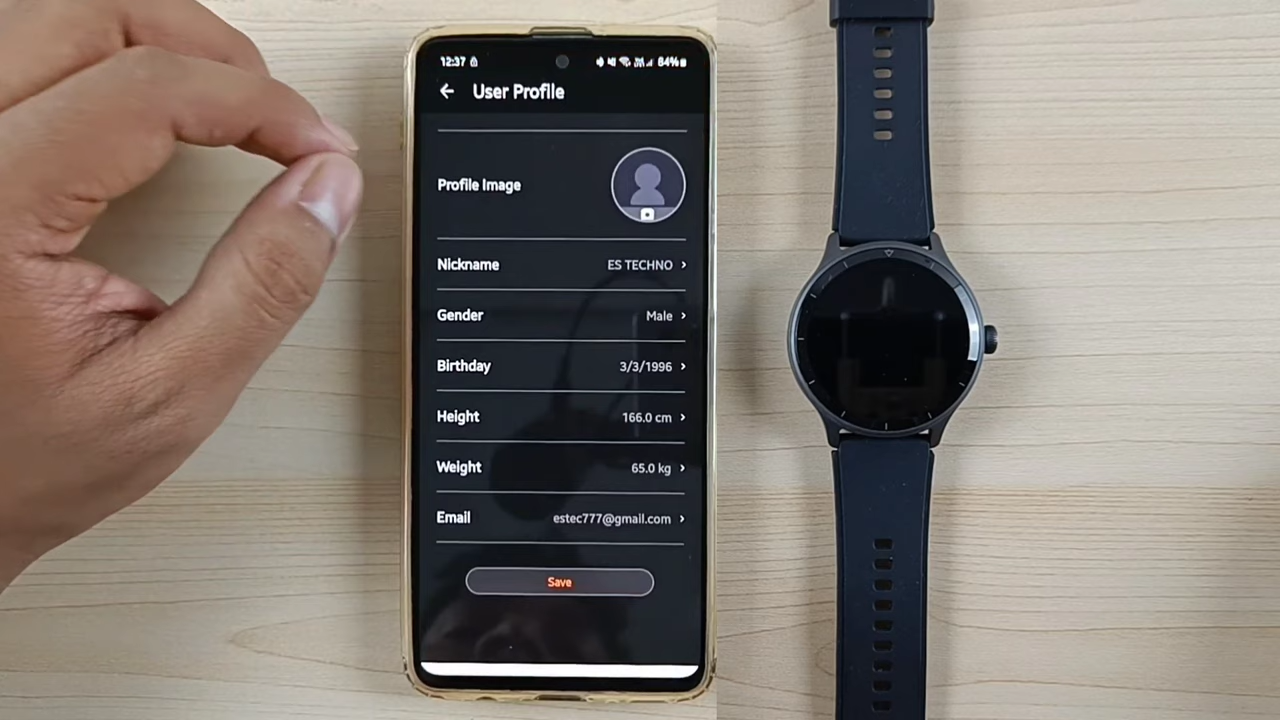 12:37 84%
User Profile
Profile Image
Nickname ES TECHNO
Gender Male
Birthday 3/3/1996
Height 166.0 cm
Weight 65.0 kg
Email estec777@gmail.com
Save